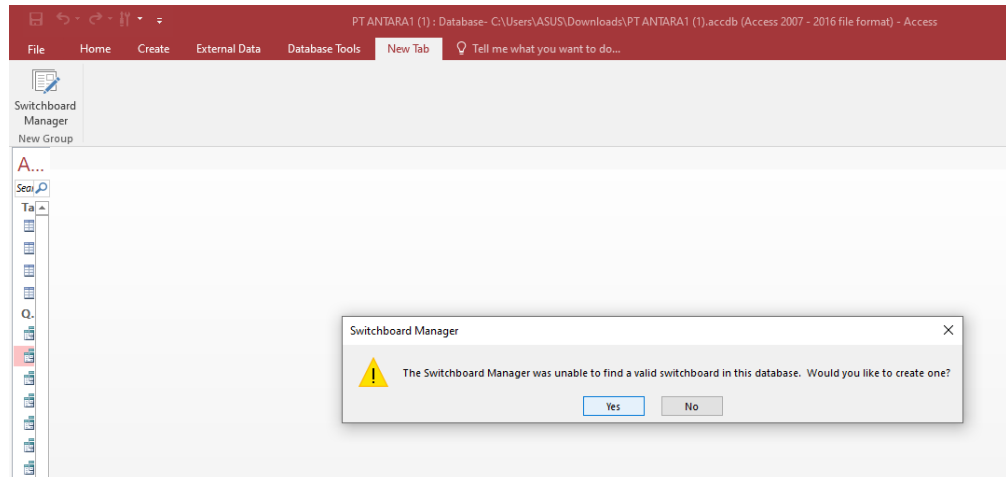 PT ANTARA1 (1) : Database- C:\Users\ASUS\Downloads\PT ANTARA1 (1).accdb (Access 2007 - 2016 file format) - Access
File Home Create External Data Database Tools New Tab Tell me what you want to do...
Switchboard
Manager
New Group
A...
Sear
Ta
Q.
Switchboard Manager
The Switchboard Manager was unable to find a valid switchboard in this database. Would you like to create one?
Yes No